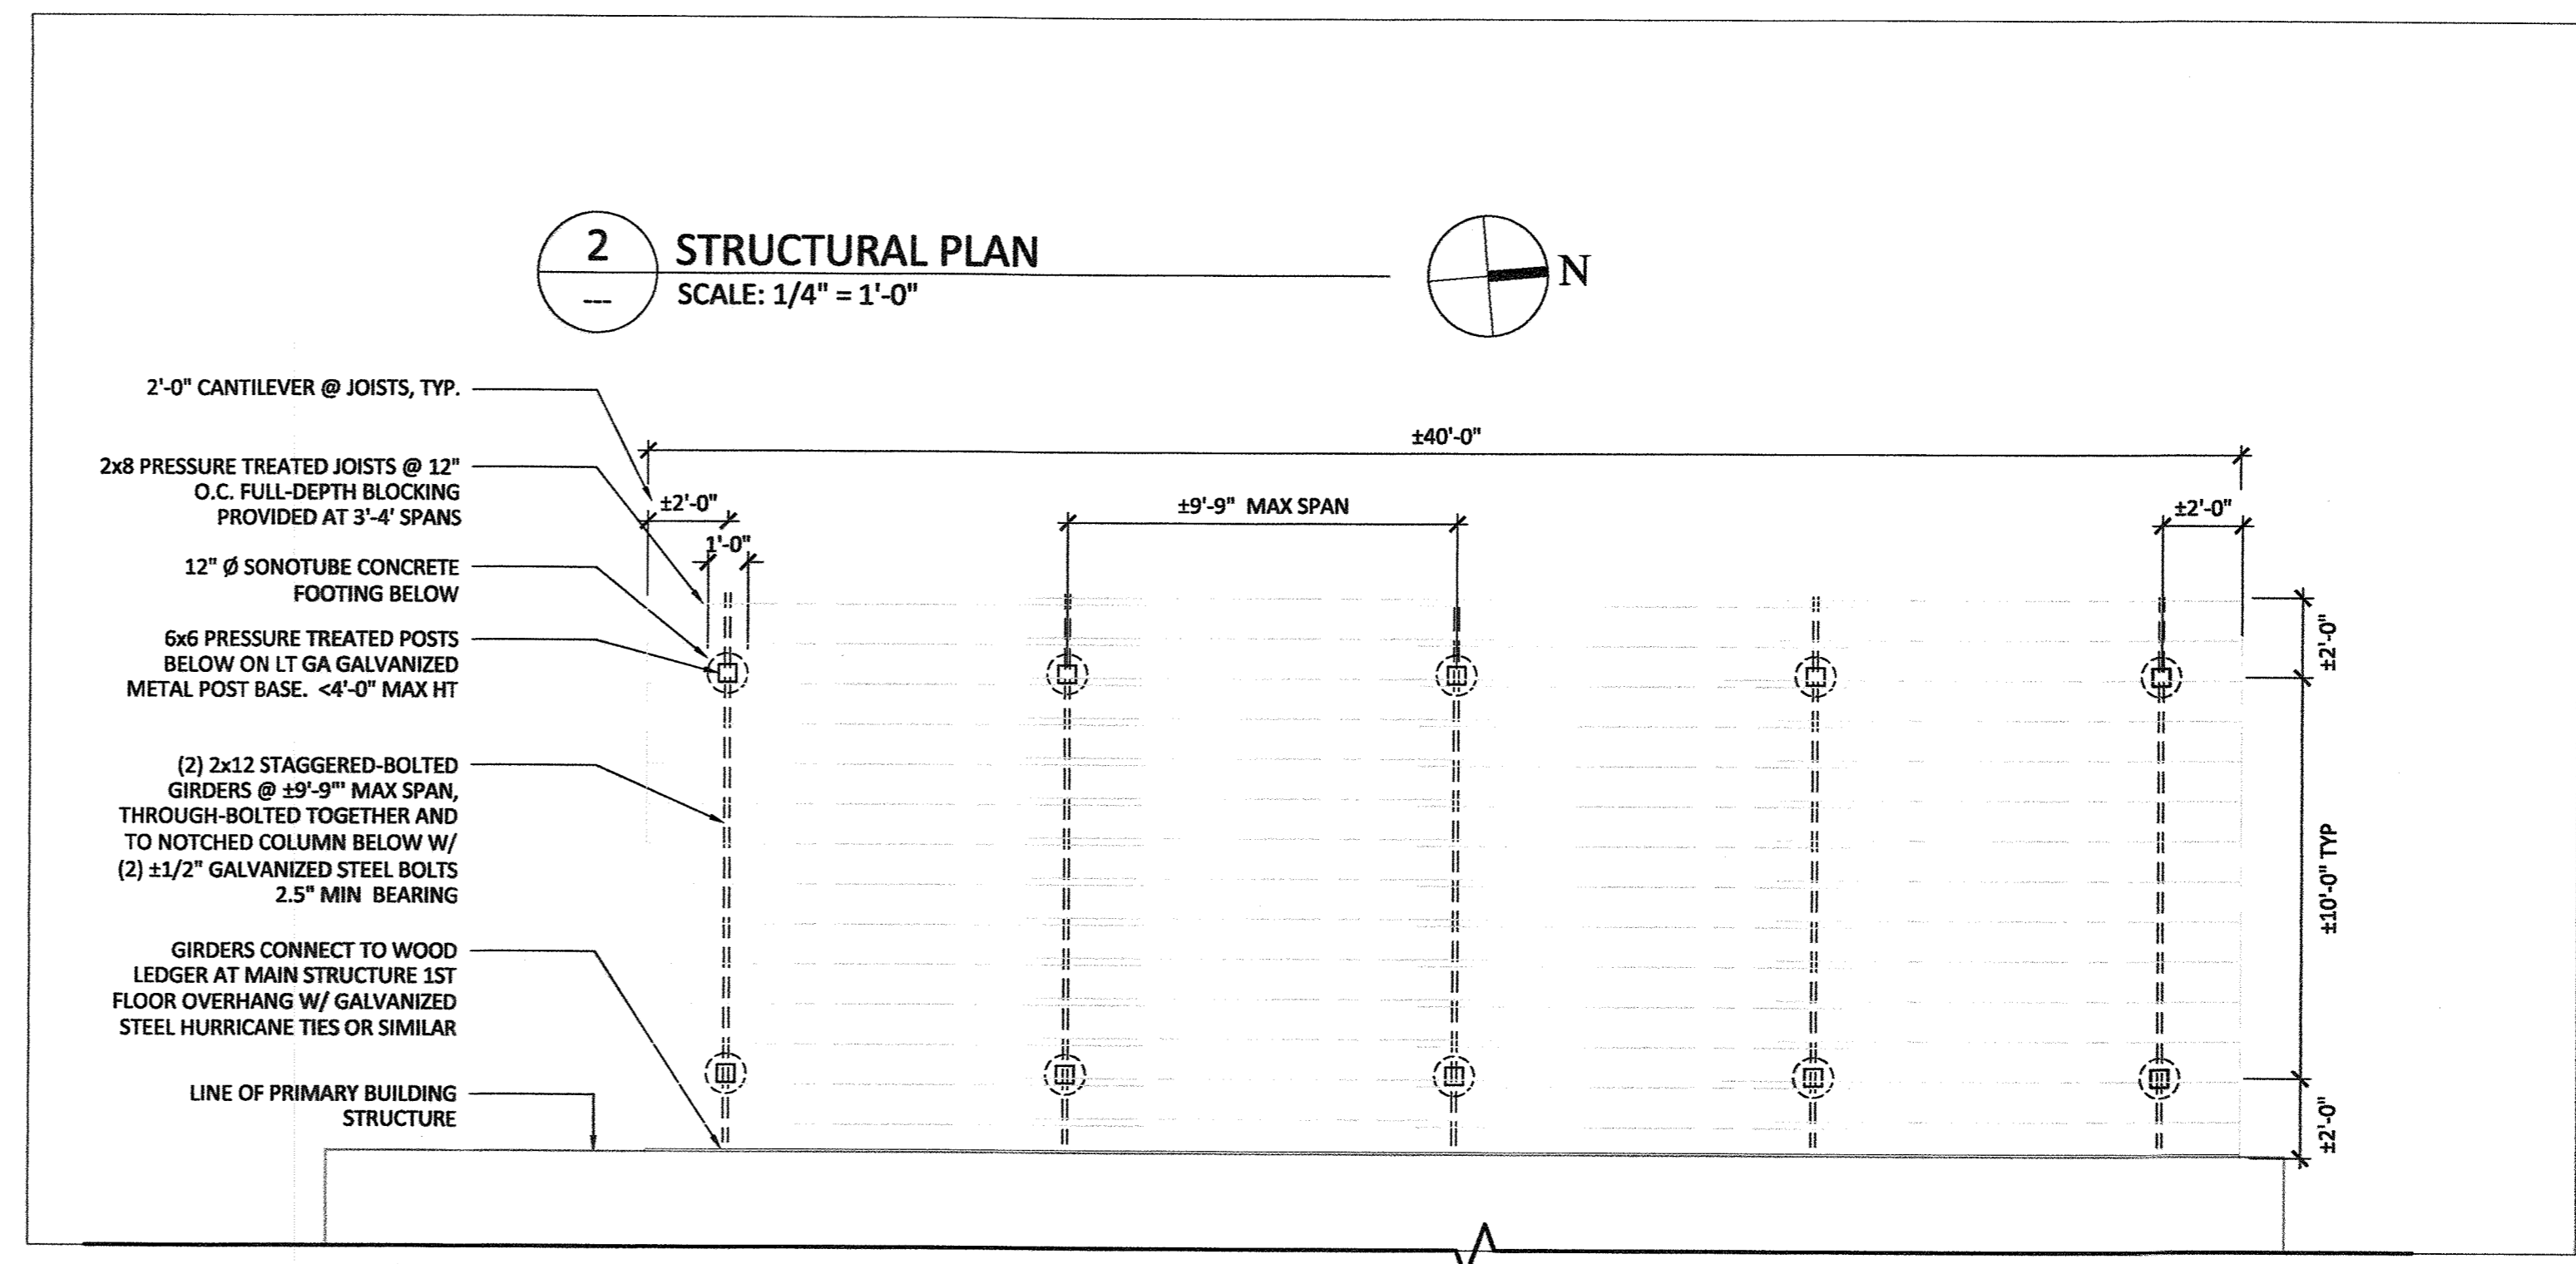 2
---
STRUCTURAL PLAN
SCALE: 1/4" = 1'-0"
N
2'-0" CANTILEVER @ JOISTS, TYP.
2x8 PRESSURE TREATED JOISTS @ 12"
O.C. FULL-DEPTH BLOCKING
PROVIDED AT 3'-4' SPANS
12" Ø SONOTUBE CONCRETE
FOOTING BELOW
6x6 PRESSURE TREATED POSTS
BELOW ON LT GA GALVANIZED
METAL POST BASE. <4'-0" MAX HT
(2) 2x12 STAGGERED-BOLTED
GIRDERS @ ±9'-9"' MAX SPAN,
THROUGH-BOLTED TOGETHER AND
TO NOTCHED COLUMN BELOW W/
(2) ±1/2" GALVANIZED STEEL BOLTS
2.5" MIN BEARING
GIRDERS CONNECT TO WOOD
LEDGER AT MAIN STRUCTURE 1ST
FLOOR OVERHANG W/ GALVANIZED
STEEL HURRICANE TIES OR SIMILAR
LINE OF PRIMARY BUILDING
STRUCTURE
±40'-0"
±2'-0"
±9'-9" MAX SPAN
±2'-0"
1'-0"
±2'-0"
±10'-0" TYP
±2'-0"